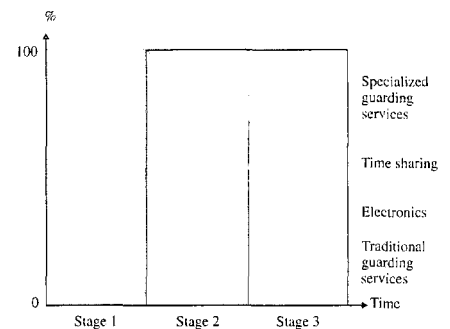 %
100
Specialized
guarding
services
Time sharing
Electronics
Traditional
guarding
services
0
Time
Stage 1 Stage 2 Stage 3